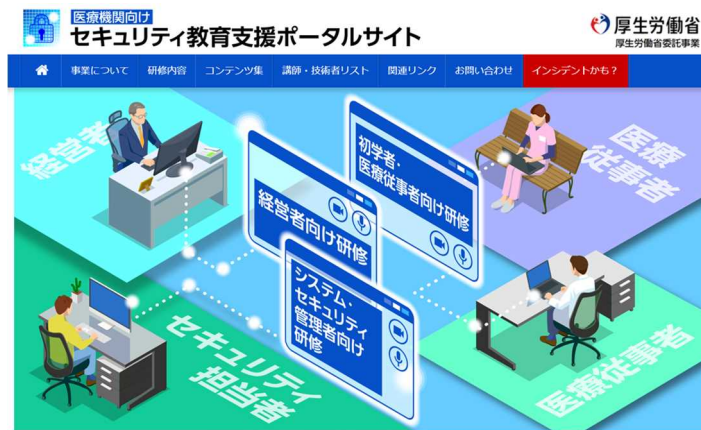 医療機関向け
セキュリティ教育支援ポータルサイト
厚生労働省
厚生労働省委託事業
事業について
研修内容
コンテンツ集
講師・技術者リスト
関連リンク
お問い合わせ
インシデントかも？
経営者
初学者・
医療従事者向け研修
医療
従事者
経営者向け研修
システム・
セキュリティ
管理者向け
研修
セキュリティ
担当者
医療従事者